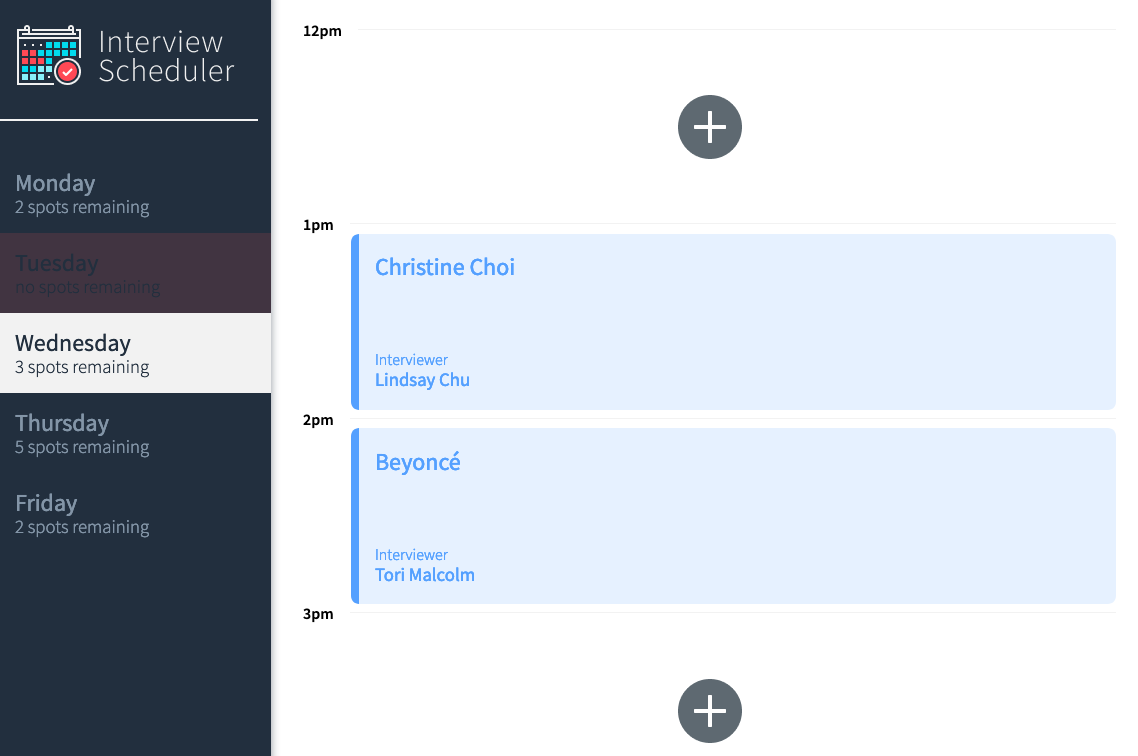 Interview
Scheduler
Monday
2 spots remaining
Tuesday
no spots remaining
Wednesday
3 spots remaining
Thursday
5 spots remaining
Friday
2 spots remaining
12pm
1pm
Christine Choi
Interviewer
Lindsay Chu
2pm
Beyoncé
Interviewer
Tori Malcolm
3pm